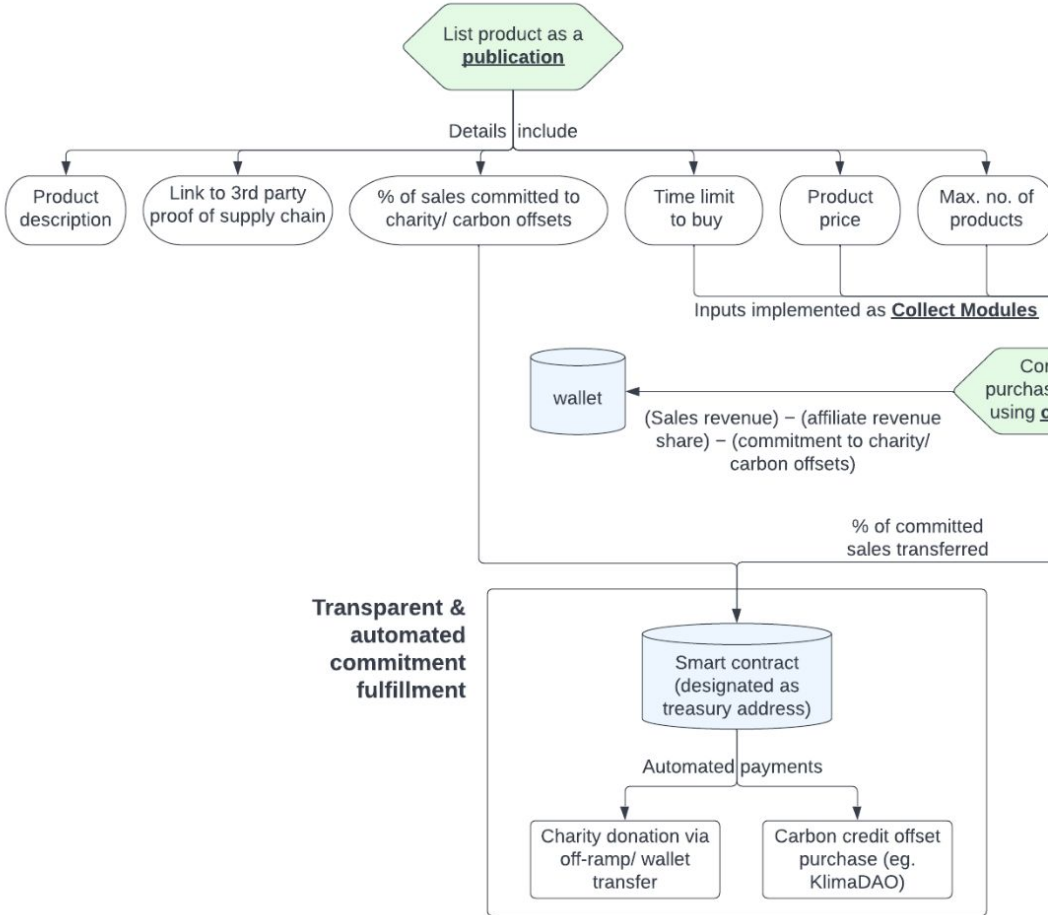 List product as a
publication
Details include
Product
description
Link to 3rd party
proof of supply chain
% of sales committed to
charity/ carbon offsets
Time limit
to buy
Product
price
Max. no. of
products
Inputs implemented as Collect Modules
wallet
(Sales revenue) – (affiliate revenue
share) – (commitment to charity/
carbon offsets)
using
% of committed
sales transferred
Transparent &
automated
commitment
fulfillment
Smart contract
(designated as
treasury address)
Automated payments
Charity donation via
off-ramp/ wallet
transfer
Carbon credit offset
purchase (eg.
KlimaDAO)